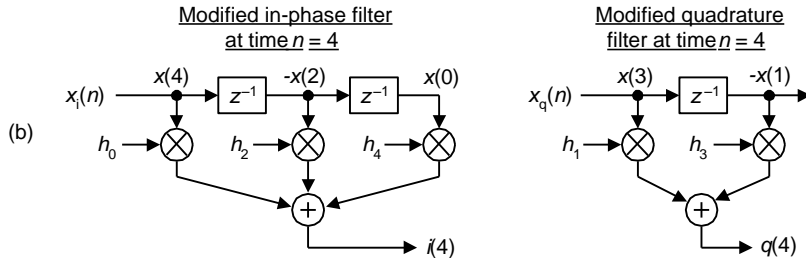 Modified in-phase filter
at time n = 4
Modified quadrature
filter at time n = 4
x(4) -x(2) x(0) x(3) -x(1)
xᵢ(n) z⁻¹ z⁻¹ x_q(n) z⁻¹
(b)
h₀ h₂ h₄ h₁ h₃
+ +
i(4) q(4)